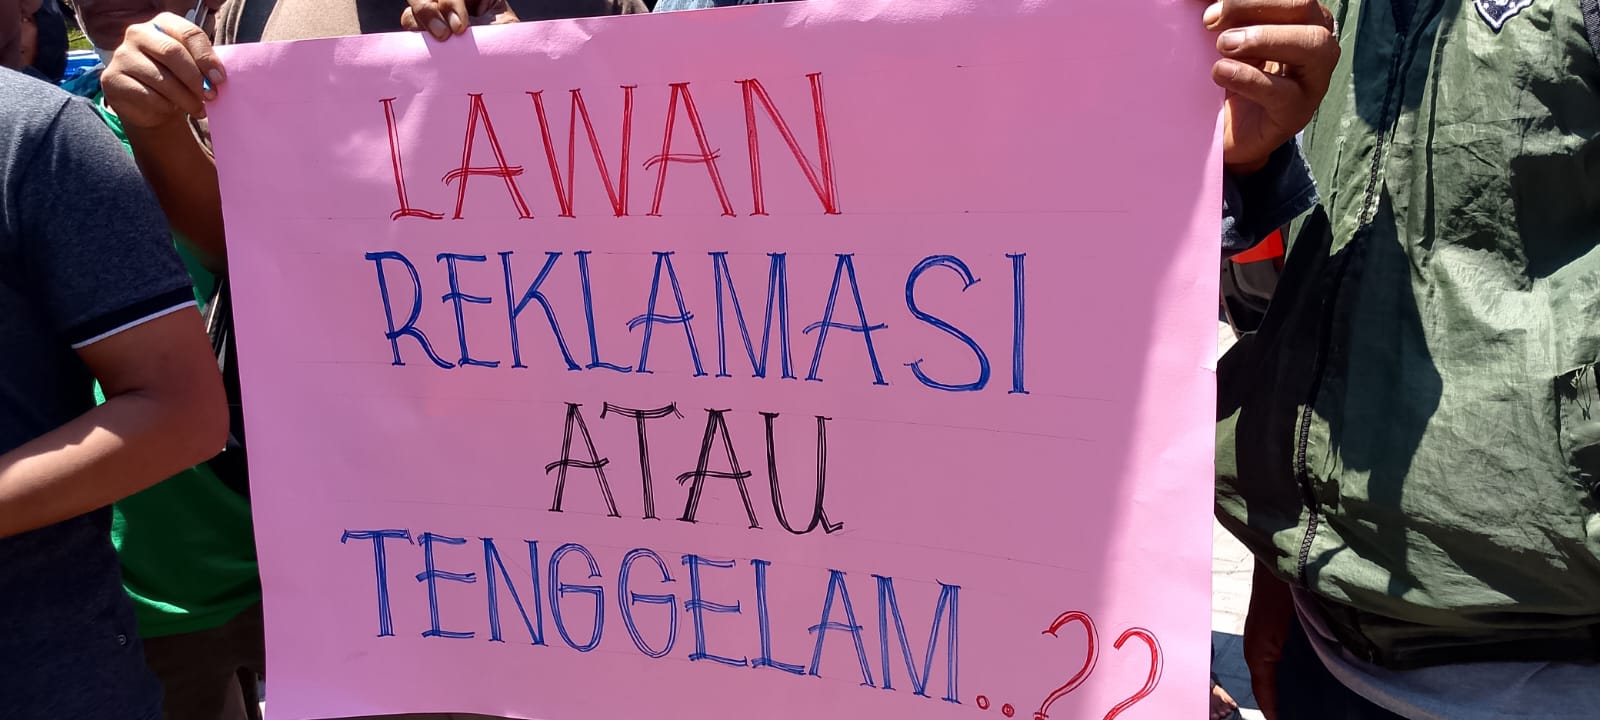 LAWAN
REKLAMASI
ATAU
TENGGELAM..??